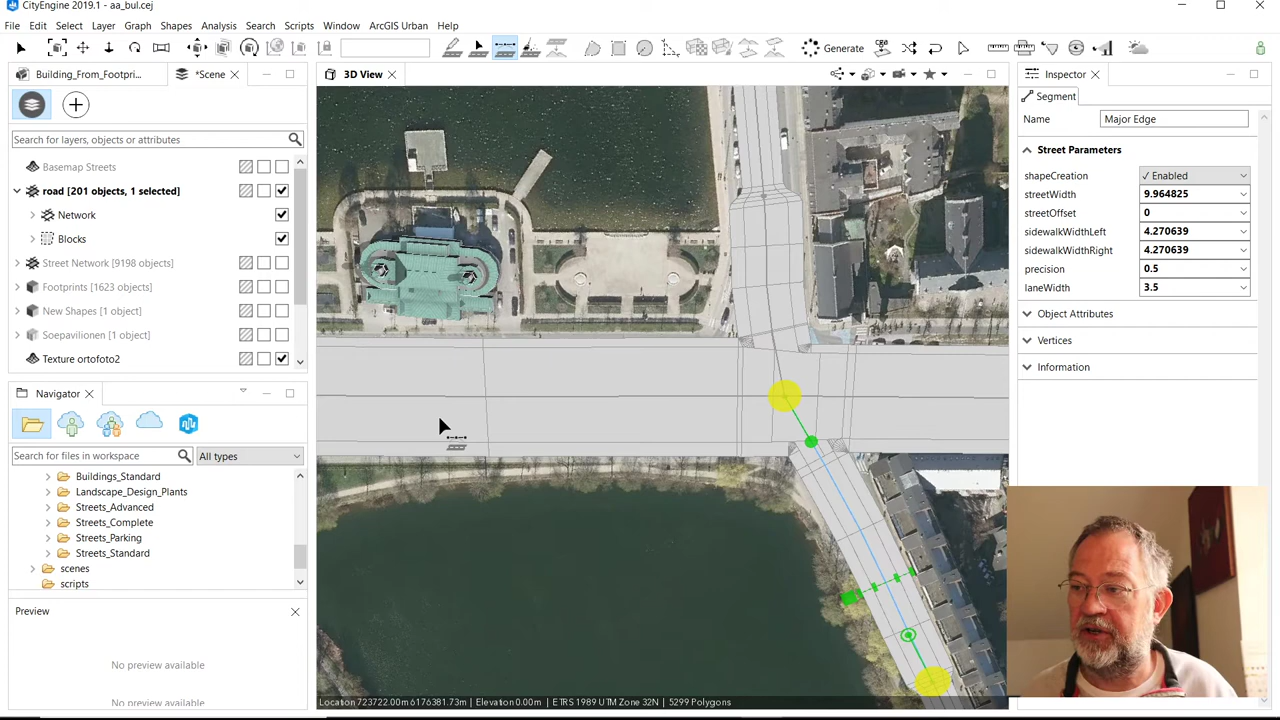 CityEngine 2019.1 - aa_bul.cej
File Edit Select Layer Graph Shapes Analysis Search Scripts Window ArcGIS Urban Help
Generate
Building_From_Footpri...
*Scene
3D View
Inspector
Segment
Search for layers, objects or attributes
Name Major Edge
Basemap Streets
Street Parameters
road [201 objects, 1 selected]
shapeCreation ✓ Enabled
streetWidth 9.964825
Network
streetOffset 0
sidewalkWidthLeft 4.270639
Blocks
sidewalkWidthRight 4.270639
Street Network [9198 objects]
precision 0.5
Footprints [1623 objects]
laneWidth 3.5
New Shapes [1 object]
Object Attributes
Soepavilionen [1 object]
Vertices
Texture ortofoto2
Information
Navigator
Search for files in workspace
All types
Buildings_Standard
Landscape_Design_Plants
Streets_Advanced
Streets_Complete
Streets_Parking
Streets_Standard
scenes
scripts
Preview
No preview available
No preview available
Location 723722.00m 6176381.73m | Elevation 0.00m | ETRS 1989 UTM Zone 32N | 5299 Polygons